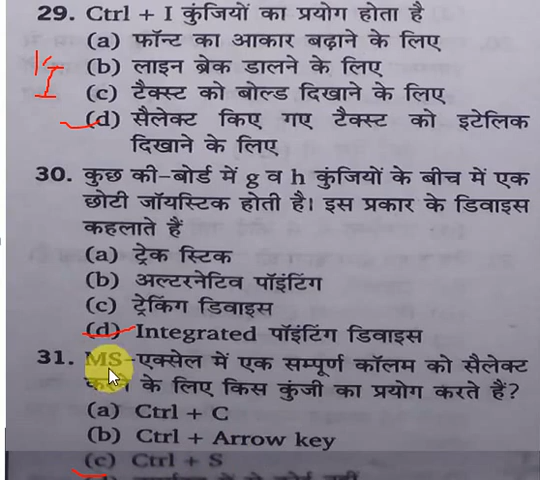 29. Ctrl + I कुंजियों का प्रयोग होता है
(a) फॉन्ट का आकार बढ़ाने के लिए
(b) लाइन ब्रेक डालने के लिए
(c) टैक्स्ट को बोल्ड दिखाने के लिए
(d) सैलेक्ट किए गए टैक्स्ट को इटेलिक
दिखाने के लिए
30. कुछ की-बोर्ड में g व h कुंजियों के बीच में एक
छोटी जॉयस्टिक होती है। इस प्रकार के डिवाइस
कहलाते हैं
(a) ट्रेक स्टिक
(b) अल्टरनेटिव पॉइंटिंग
(c) ट्रेकिंग डिवाइस
(d) Integrated पॉइंटिंग डिवाइस
31. MS-एक्सेल में एक सम्पूर्ण कॉलम को सैलेक्ट
करने के लिए किस कुंजी का प्रयोग करते हैं?
(a) Ctrl + C
(b) Ctrl + Arrow key
(c) Ctrl + S